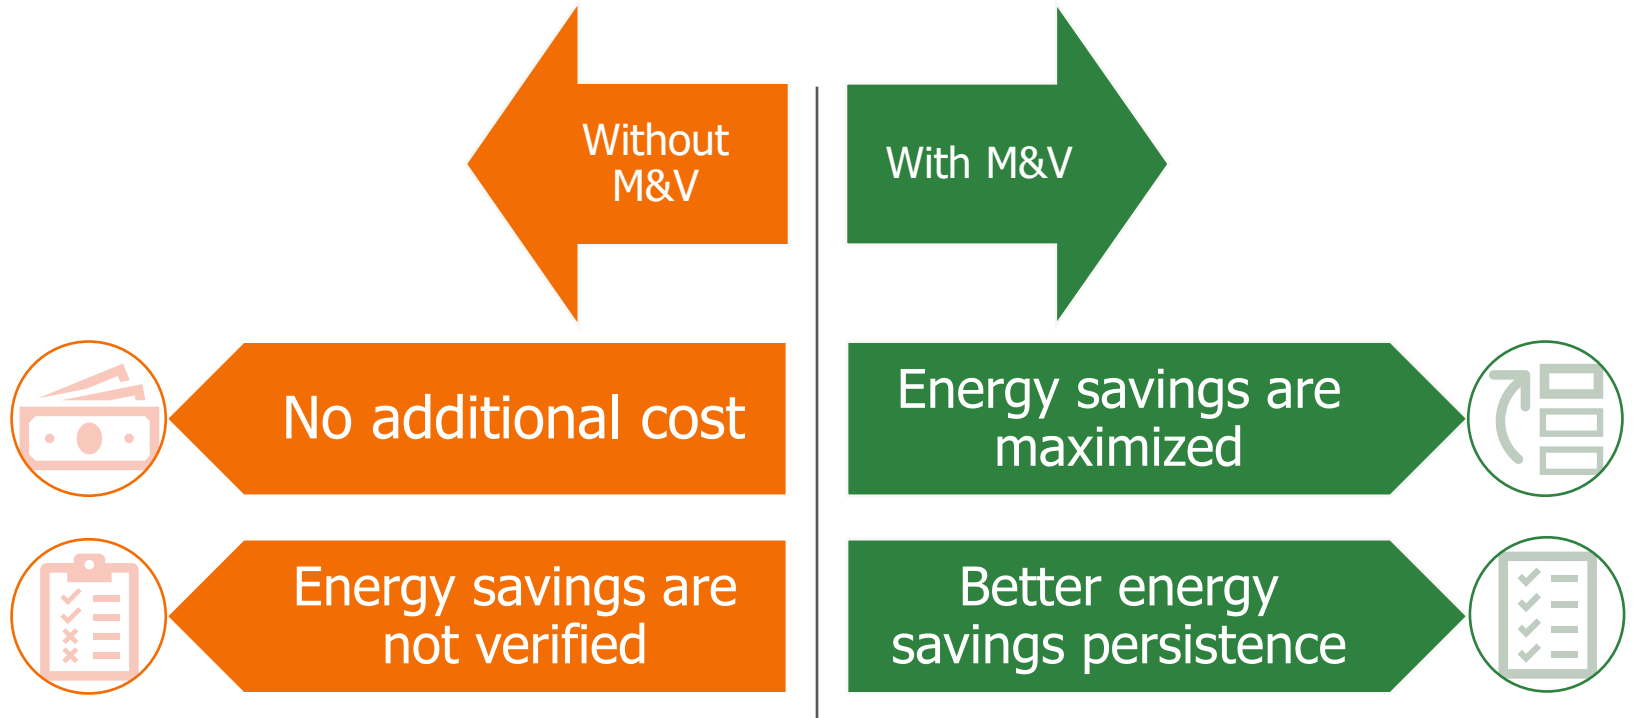 Without
M&V
With M&V
No additional cost
Energy savings are
maximized
Energy savings are
not verified
Better energy
savings persistence